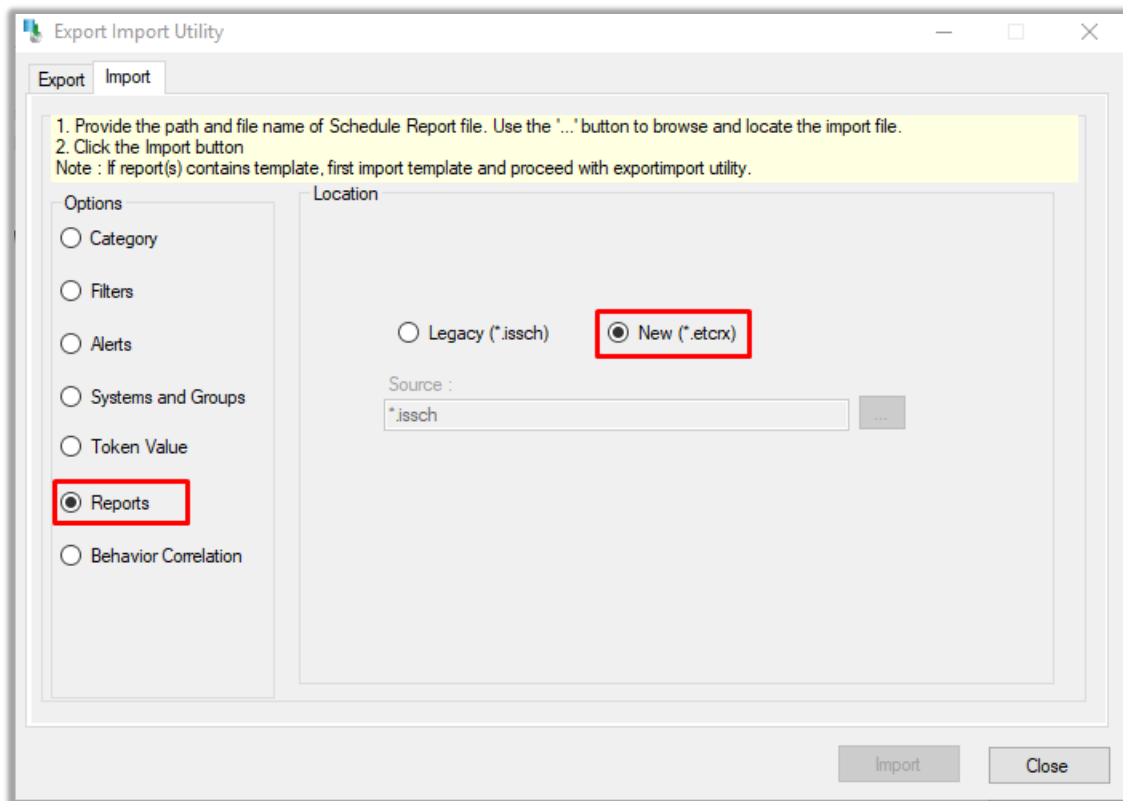 Export Import Utility
Export
Import
1. Provide the path and file name of Schedule Report file. Use the '...' button to browse and locate the import file.
2. Click the Import button
Note : If report(s) contains template, first import template and proceed with exportimport utility.
Options
Category
Filters
Alerts
Systems and Groups
Token Value
Reports
Behavior Correlation
Location
Legacy (*.issch)
New (*.etcrx)
Source :
*.issch
...
Import
Close